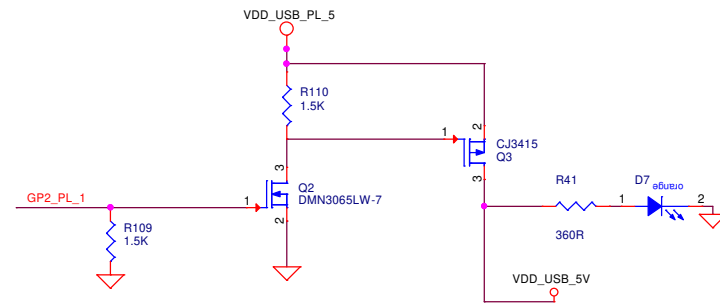 VDD_USB_PL_5
R110
1.5K
1
2
CJ3415
Q3
3
3
Q2
DMN3065LW-7
1
2
GP2_PL_1
R109
1.5K
R41
360R
D7
orange
1
2
VDD_USB_5V